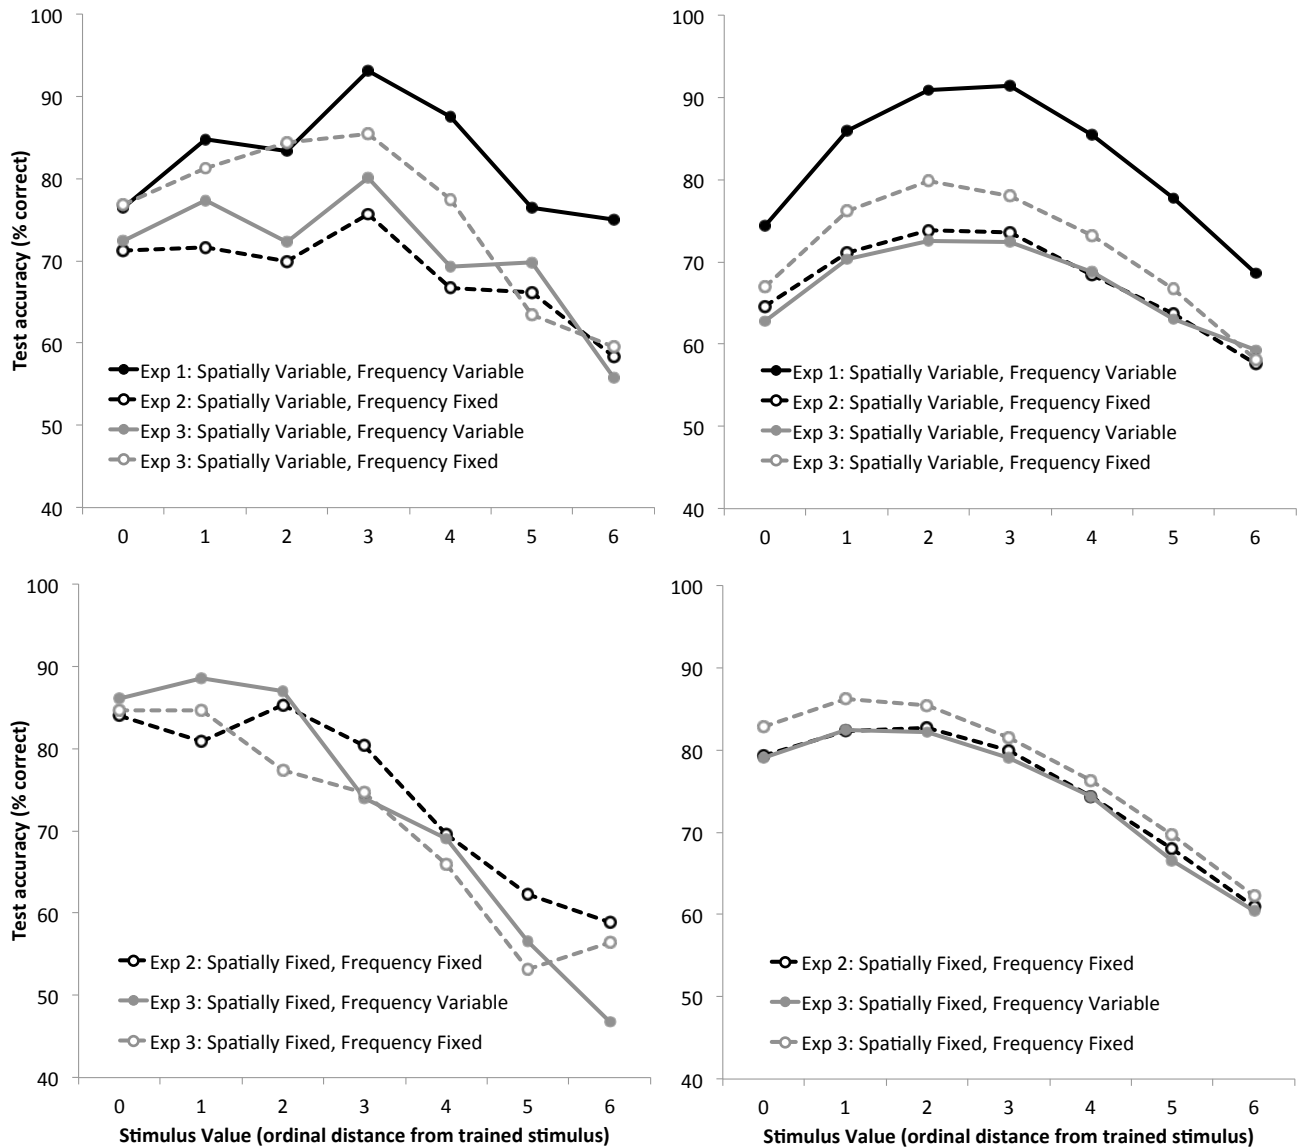 100
90
80
70
60
50
40
Test accuracy (% correct)
Exp 1: Spatially Variable, Frequency Variable
Exp 2: Spatially Variable, Frequency Fixed
Exp 3: Spatially Variable, Frequency Variable
Exp 3: Spatially Variable, Frequency Fixed
0 1 2 3 4 5 6
100
90
80
70
60
50
40
Exp 1: Spatially Variable, Frequency Variable
Exp 2: Spatially Variable, Frequency Fixed
Exp 3: Spatially Variable, Frequency Variable
Exp 3: Spatially Variable, Frequency Fixed
0 1 2 3 4 5 6
100
90
80
70
60
50
40
Test accuracy (% correct)
Exp 2: Spatially Fixed, Frequency Fixed
Exp 3: Spatially Fixed, Frequency Variable
Exp 3: Spatially Fixed, Frequency Fixed
0 1 2 3 4 5 6
Stimulus Value (ordinal distance from trained stimulus)
100
90
80
70
60
50
40
Exp 2: Spatially Fixed, Frequency Fixed
Exp 3: Spatially Fixed, Frequency Variable
Exp 3: Spatially Fixed, Frequency Fixed
0 1 2 3 4 5 6
Stimulus Value (ordinal distance from trained stimulus)